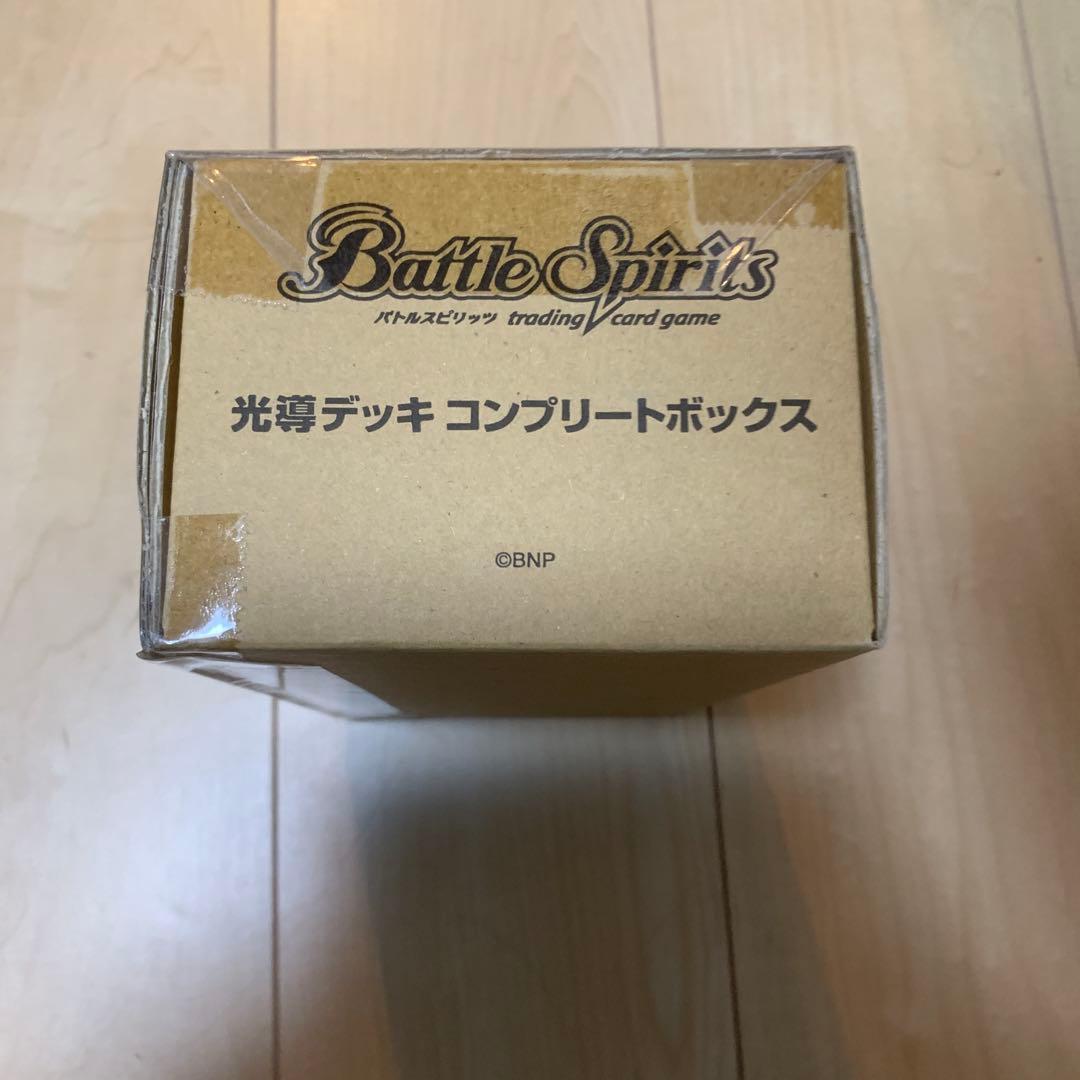 Battle Spirits
バトルスピリッツ trading card game
光導デッキ コンプリートボックス
©BNP